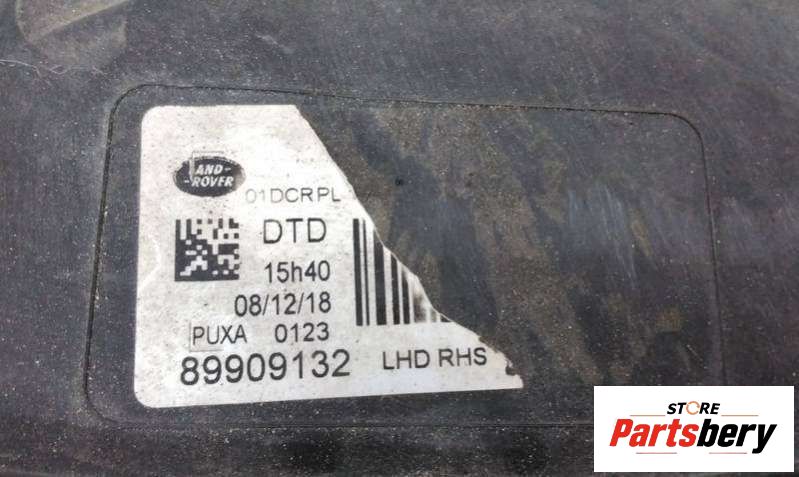 LAND-
-ROVER
01DCRPL
DTD
15h40
08/12/18
PUXA 0123
89909132 LHD RHS
STORE
Partsbery